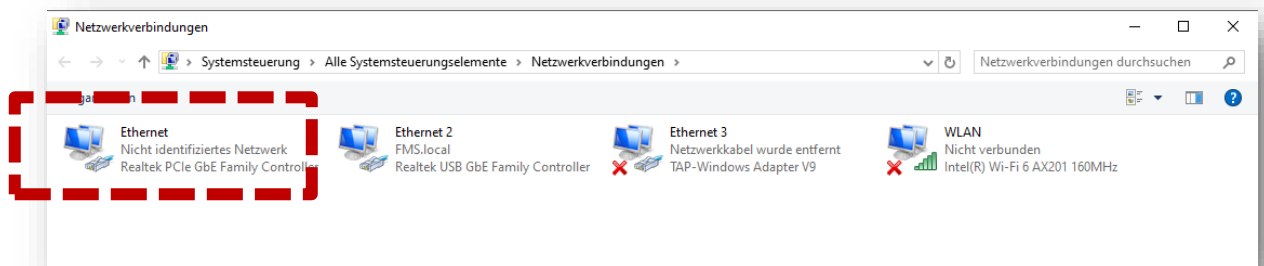 Netzwerkverbindungen
Systemsteuerung > Alle Systemsteuerungselemente > Netzwerkverbindungen >
Netzwerkverbindungen durchsuchen
Ethernet
Nicht identifiziertes Netzwerk
Realtek PCIe GbE Family Controller
Ethernet 2
FMS.local
Realtek USB GbE Family Controller
Ethernet 3
Netzwerkkabel wurde entfernt
TAP-Windows Adapter V9
WLAN
Nicht verbunden
Intel(R) Wi-Fi 6 AX201 160MHz